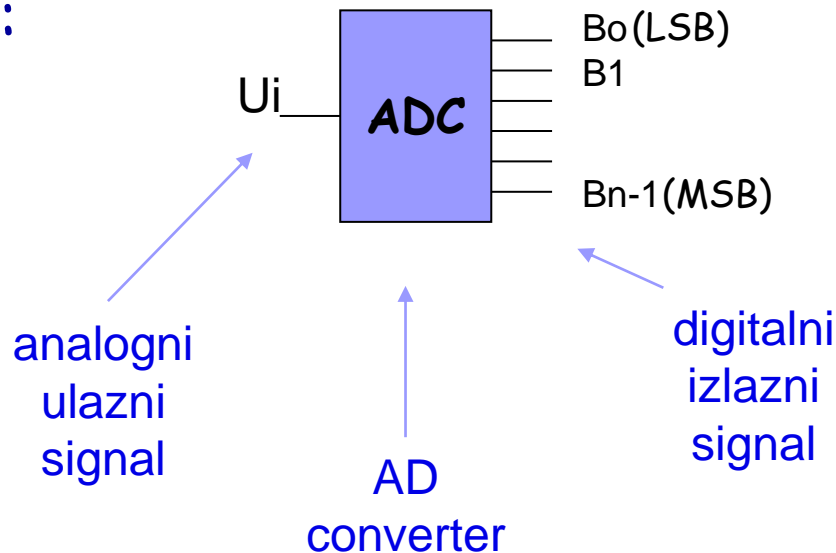 :
Bo(LSB)
B1
Ui
ADC
Bn-1(MSB)
analogni
ulazni
signal
AD
converter
digitalni
izlazni
signal